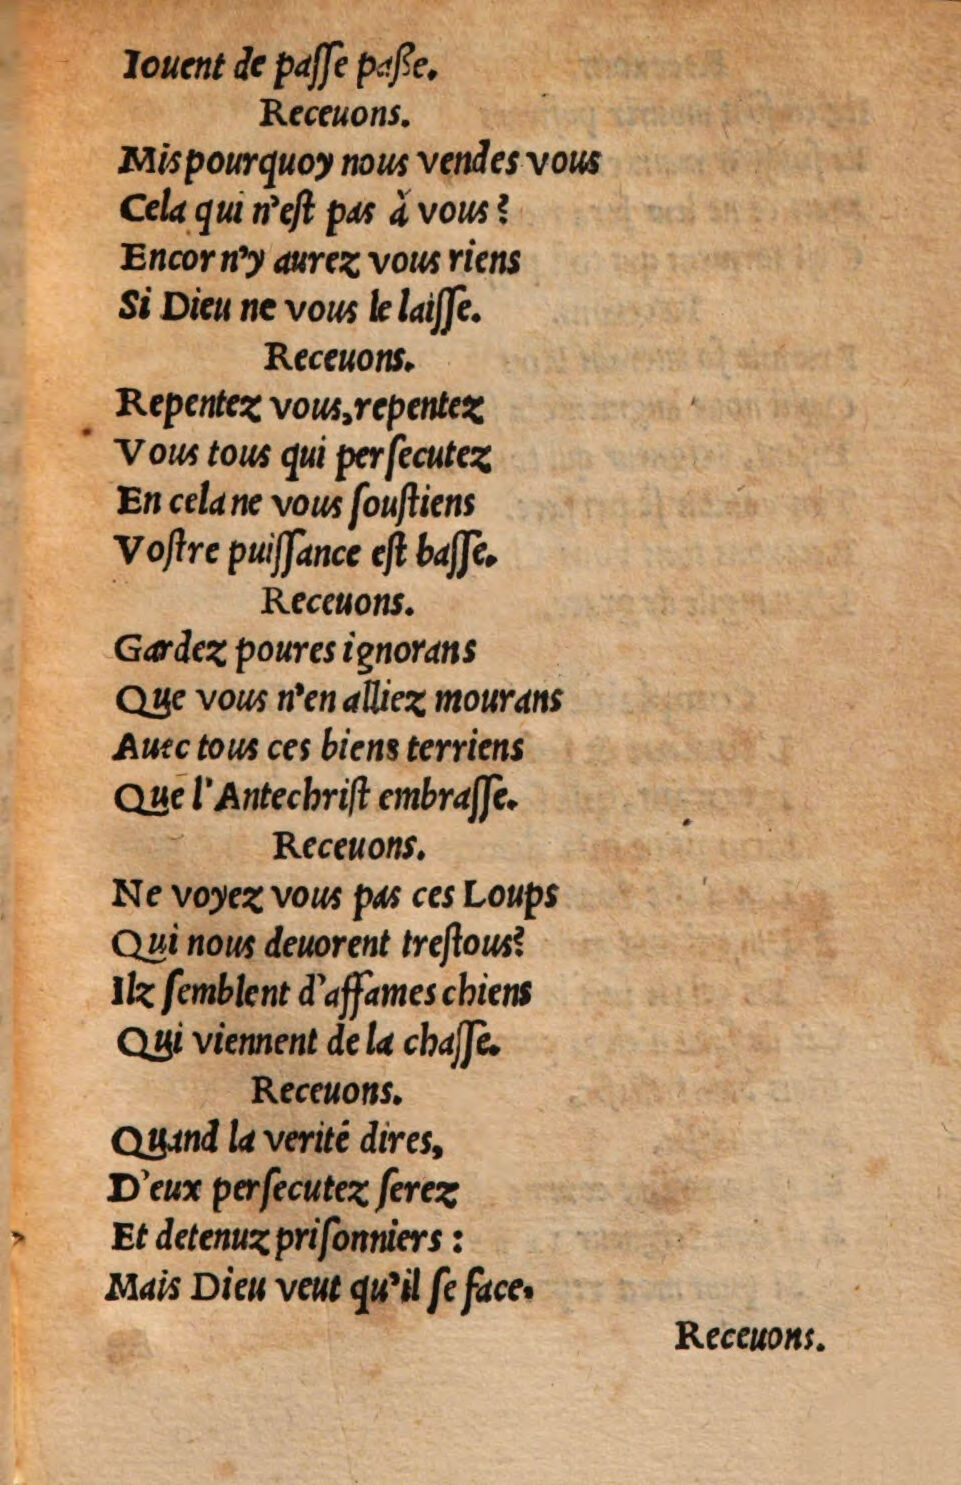 Iouent de paſſe paße.
Receuons.
Mis pourquoy nous vendes vous
Cela qui n'eſt pas à vous?
Encor n'y aurez vous riens
Si Dieu ne vous le laiſſe.
Receuons.
Repentez vous, repentez
Vous tous qui perſecutez
En cela ne vous ſouſtiens
Voſtre puiſſance eſt baſſe.
Receuons.
Gardez poures ignorans
Que vous n'en alliez mourans
Auec tous ces biens terriens
Que l'Antechriſt embraſſe.
Receuons.
Ne voyez vous pas ces Loups
Qui nous deuorent treſtous?
Ilz ſemblent d'affames chiens
Qui viennent de la chaſſe.
Receuons.
Quand la verité dires,
D'eux perſecutez ſerez
Et detenuz priſonniers :
Mais Dieu veut qu'il ſe face.
Receuons.